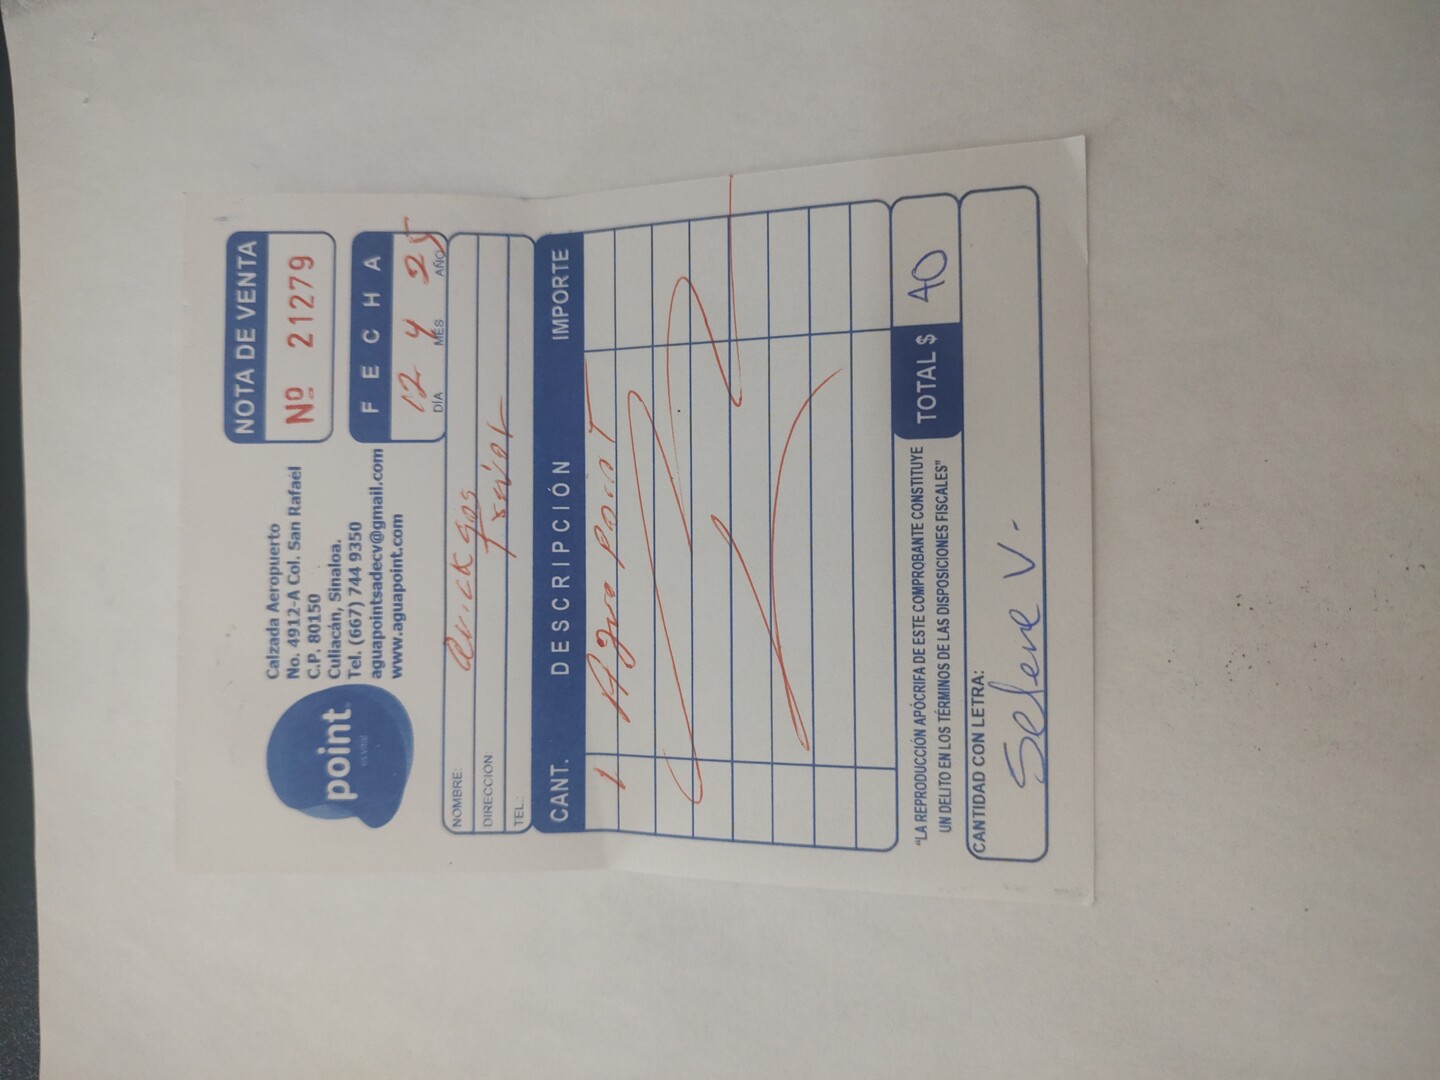 point
es vital
Calzada Aeropuerto
No. 4912-A Col. San Rafael
C.P. 80150
Culiacán, Sinaloa.
Tel. (667) 744 9350
aguapointsadecv@gmail.com
www.aguapoint.com
NOTA DE VENTA
Nº 21279
FECHA
12 4 25
DÍA MES AÑO
NOMBRE:
DIRECCION:
TEL.:
CANT. DESCRIPCIÓN IMPORTE
1 Agua Point
"LA REPRODUCCIÓN APÓCRIFA DE ESTE COMPROBANTE CONSTITUYE
UN DELITO EN LOS TÉRMINOS DE LAS DISPOSICIONES FISCALES"
TOTAL $ 40
CANTIDAD CON LETRA:
Selene V.